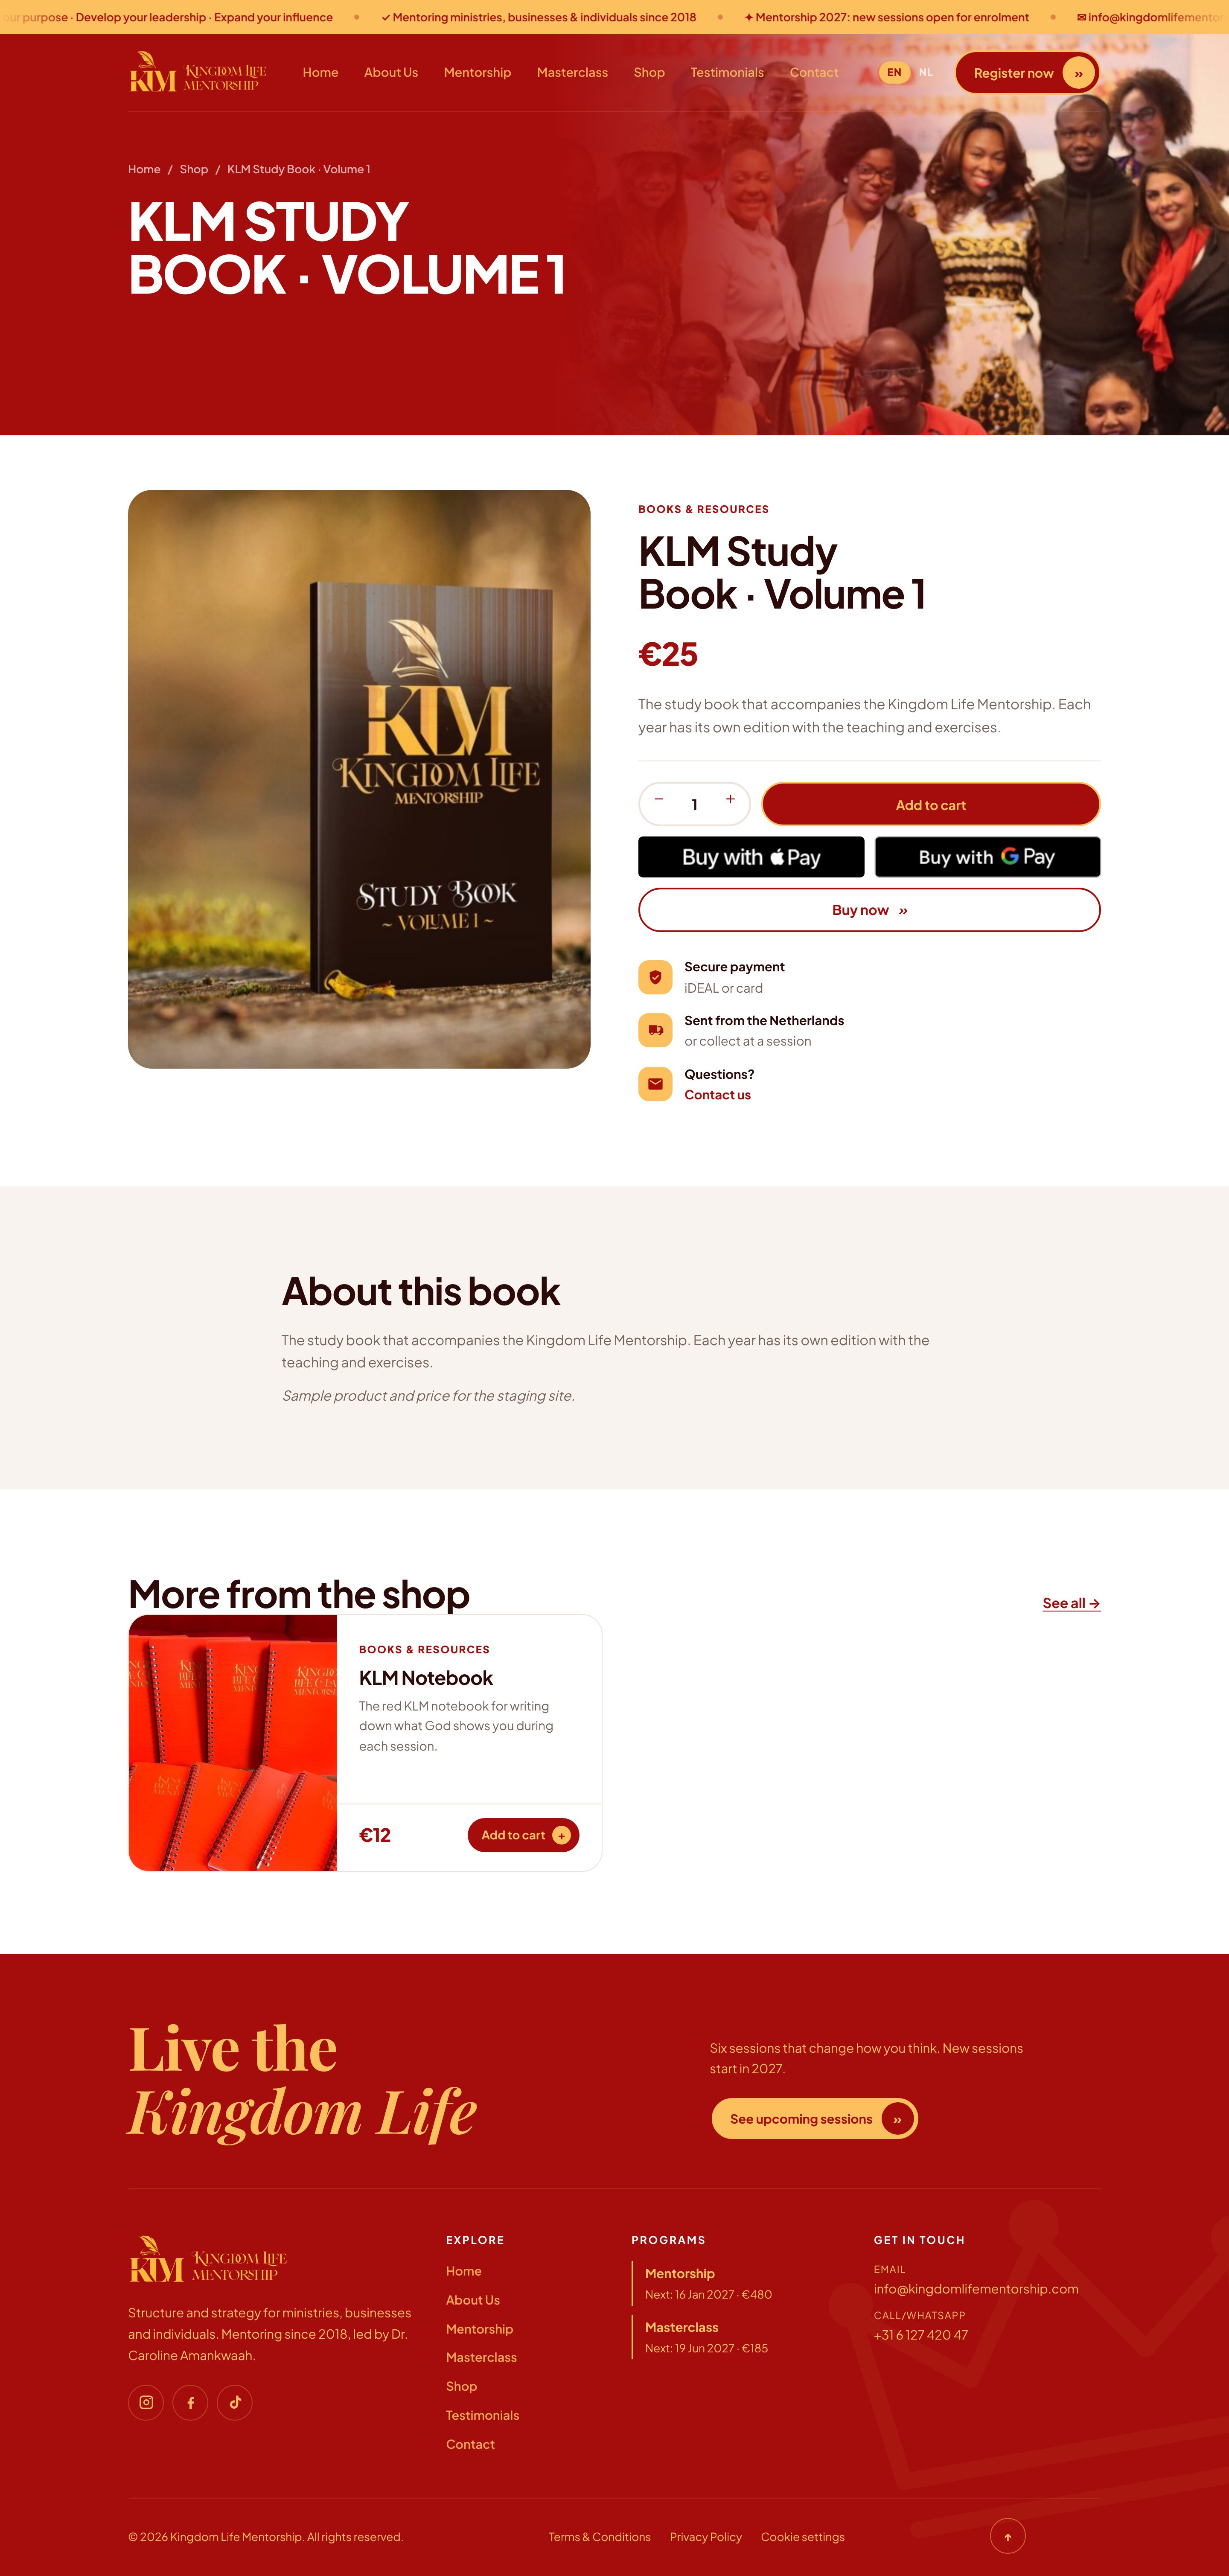 our purpose · Develop your leadership · Expand your influence • ✓ Mentoring ministries, businesses & individuals since 2018 • ✦ Mentorship 2027: new sessions open for enrolment • ✉ info@kingdomlifementor
KLM KINGDOM LIFE MENTORSHIP
Home About Us Mentorship Masterclass Shop Testimonials Contact EN NL Register now »
Home / Shop / KLM Study Book · Volume 1
KLM STUDY
BOOK · VOLUME 1
KLM
KINGDOM LIFE
MENTORSHIP
STUDY BOOK
~ VOLUME 1 ~
BOOKS & RESOURCES
KLM Study
Book · Volume 1
€25
The study book that accompanies the Kingdom Life Mentorship. Each
year has its own edition with the teaching and exercises.
− 1 + Add to cart
Buy with Pay Buy with G Pay
Buy now »
Secure payment
iDEAL or card
Sent from the Netherlands
or collect at a session
Questions?
Contact us
About this book
The study book that accompanies the Kingdom Life Mentorship. Each year has its own edition with the
teaching and exercises.
Sample product and price for the staging site.
More from the shop
See all →
BOOKS & RESOURCES
KLM Notebook
The red KLM notebook for writing
down what God shows you during
each session.
€12 Add to cart +
Live the
Kingdom Life
Six sessions that change how you think. New sessions
start in 2027.
See upcoming sessions »
KLM KINGDOM LIFE MENTORSHIP
Structure and strategy for ministries, businesses
and individuals. Mentoring since 2018, led by Dr.
Caroline Amankwaah.
EXPLORE
Home
About Us
Mentorship
Masterclass
Shop
Testimonials
Contact
PROGRAMS
Mentorship
Next: 16 Jan 2027 · €480
Masterclass
Next: 19 Jun 2027 · €185
GET IN TOUCH
EMAIL
info@kingdomlifementorship.com
CALL/WHATSAPP
+31 6 127 420 47
© 2026 Kingdom Life Mentorship. All rights reserved.
Terms & Conditions Privacy Policy Cookie settings ↑